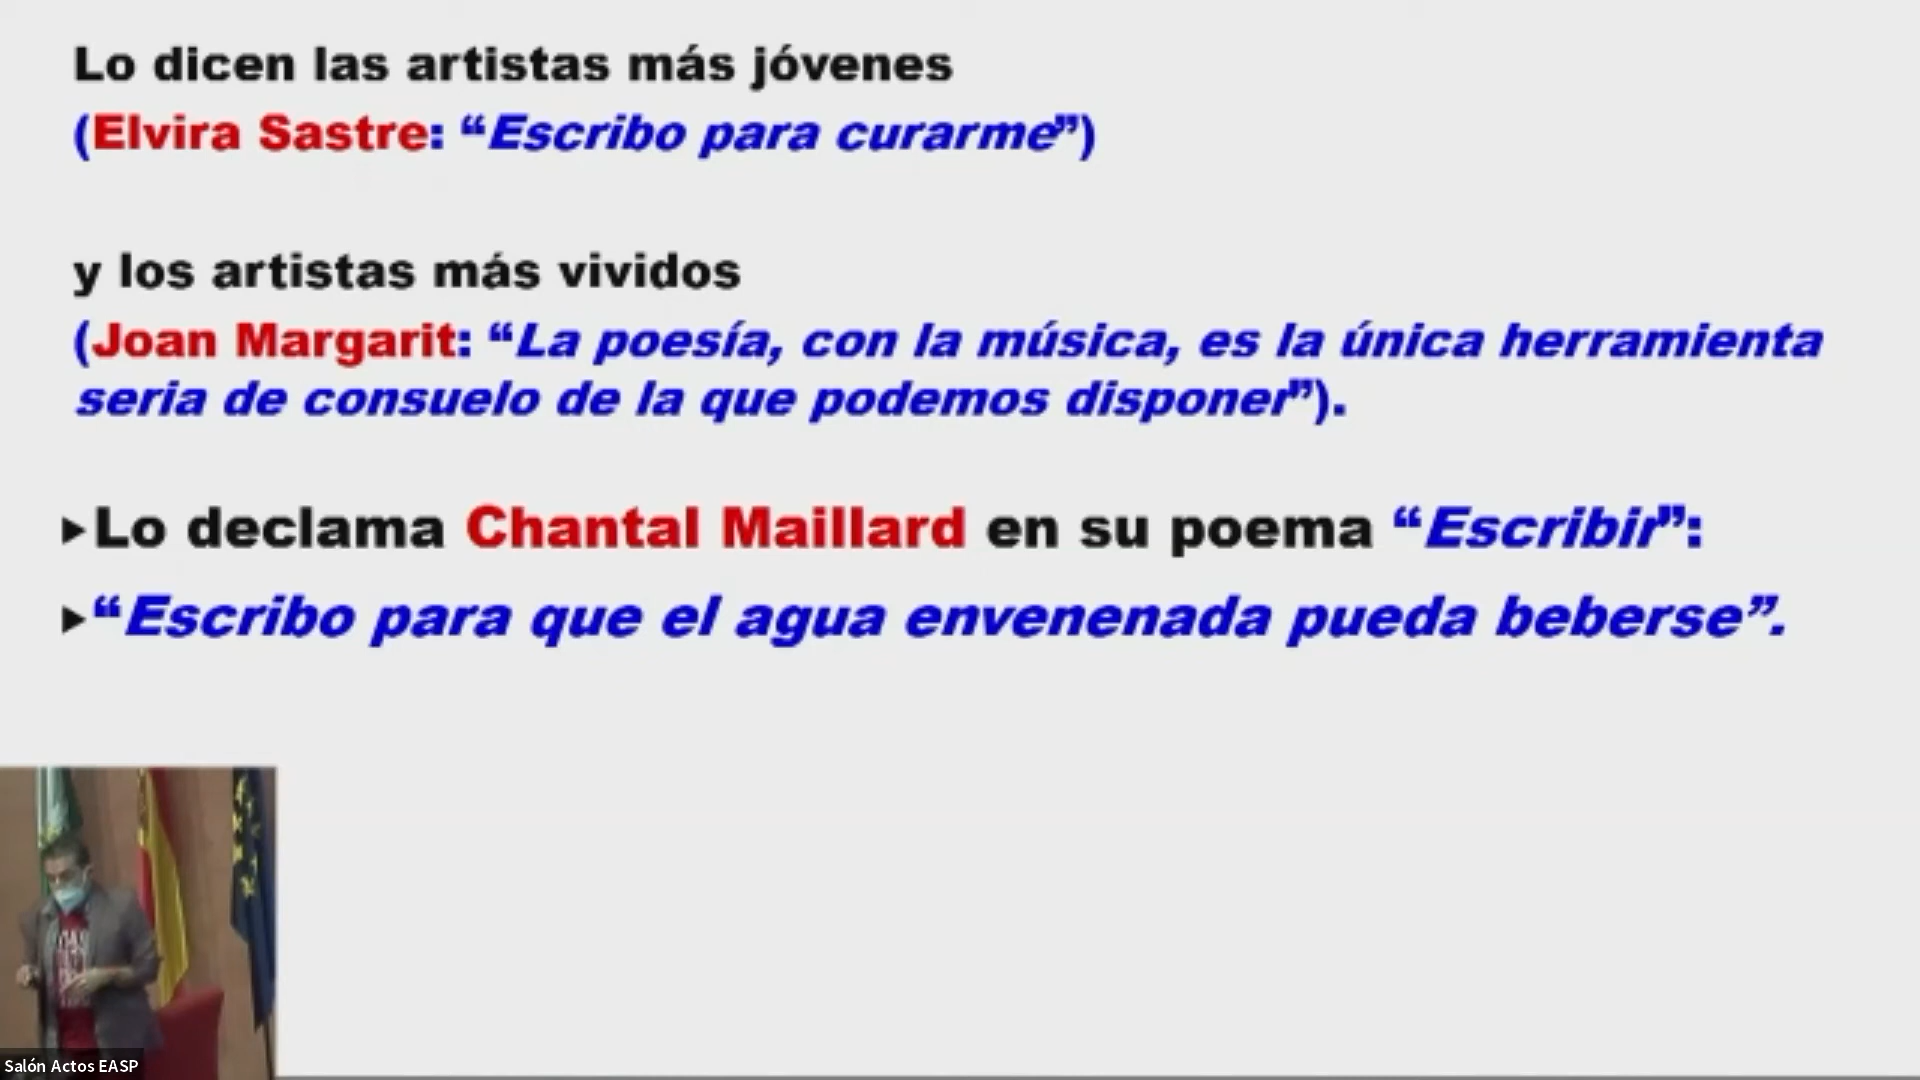 Lo dicen las artistas más jóvenes
(Elvira Sastre: “Escribo para curarme”)
y los artistas más vividos
(Joan Margarit: “La poesía, con la música, es la única herramienta
seria de consuelo de la que podemos disponer”).
▸Lo declama Chantal Maillard en su poema “Escribir”:
▸“Escribo para que el agua envenenada pueda beberse”.
Salón Actos EASP